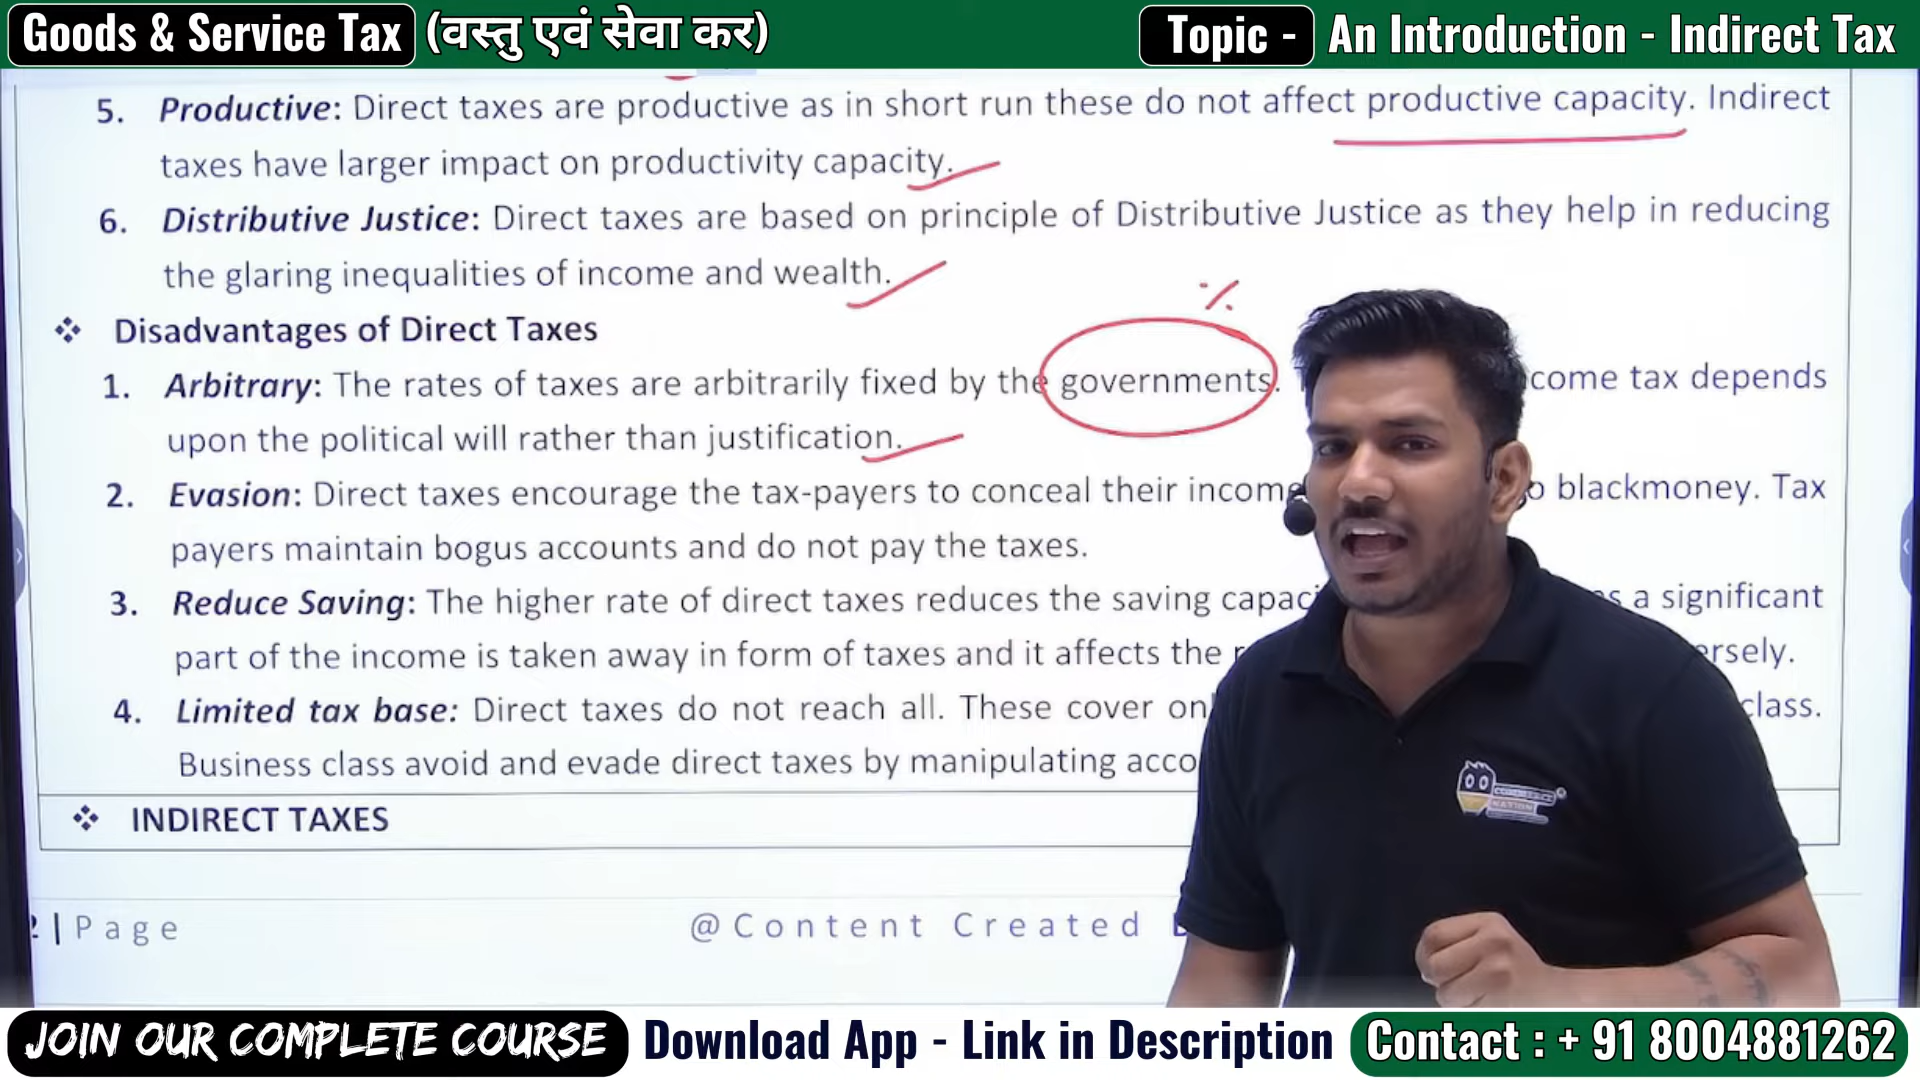 Goods & Service Tax (वस्तु एवं सेवा कर) Topic - An Introduction - Indirect Tax
5. Productive: Direct taxes are productive as in short run these do not affect productive capacity. Indirect
taxes have larger impact on productivity capacity.
6. Distributive Justice: Direct taxes are based on principle of Distributive Justice as they help in reducing
the glaring inequalities of income and wealth.
%
❖ Disadvantages of Direct Taxes
1. Arbitrary: The rates of taxes are arbitrarily fixed by the governments. come tax depends
upon the political will rather than justification.
2. Evasion: Direct taxes encourage the tax-payers to conceal their income blackmoney. Tax
payers maintain bogus accounts and do not pay the taxes.
3. Reduce Saving: The higher rate of direct taxes reduces the saving capaci a significant
part of the income is taken away in form of taxes and it affects the ersely.
4. Limited tax base: Direct taxes do not reach all. These cover on class.
Business class avoid and evade direct taxes by manipulating acco
COMMERCE
NATION
❖ INDIRECT TAXES
2 | Page @Content Created
JOIN OUR COMPLETE COURSE Download App - Link in Description Contact : + 91 8004881262